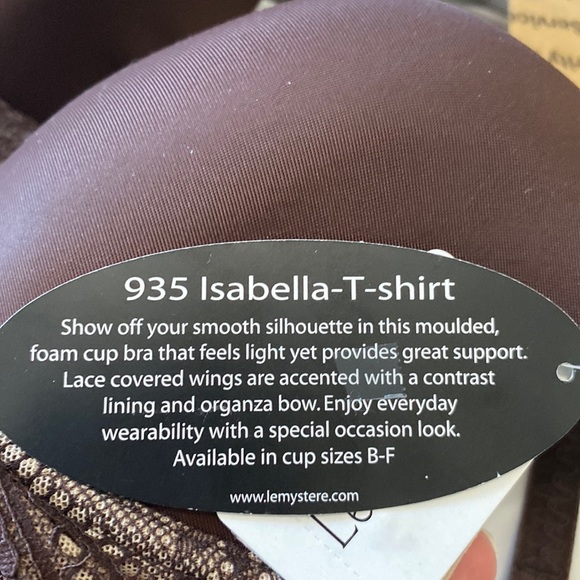 935 Isabella-T-shirt
Show off your smooth silhouette in this moulded,
foam cup bra that feels light yet provides great support.
Lace covered wings are accented with a contrast
lining and organza bow. Enjoy everyday
wearability with a special occasion look.
Available in cup sizes B-F
www.lemystere.com